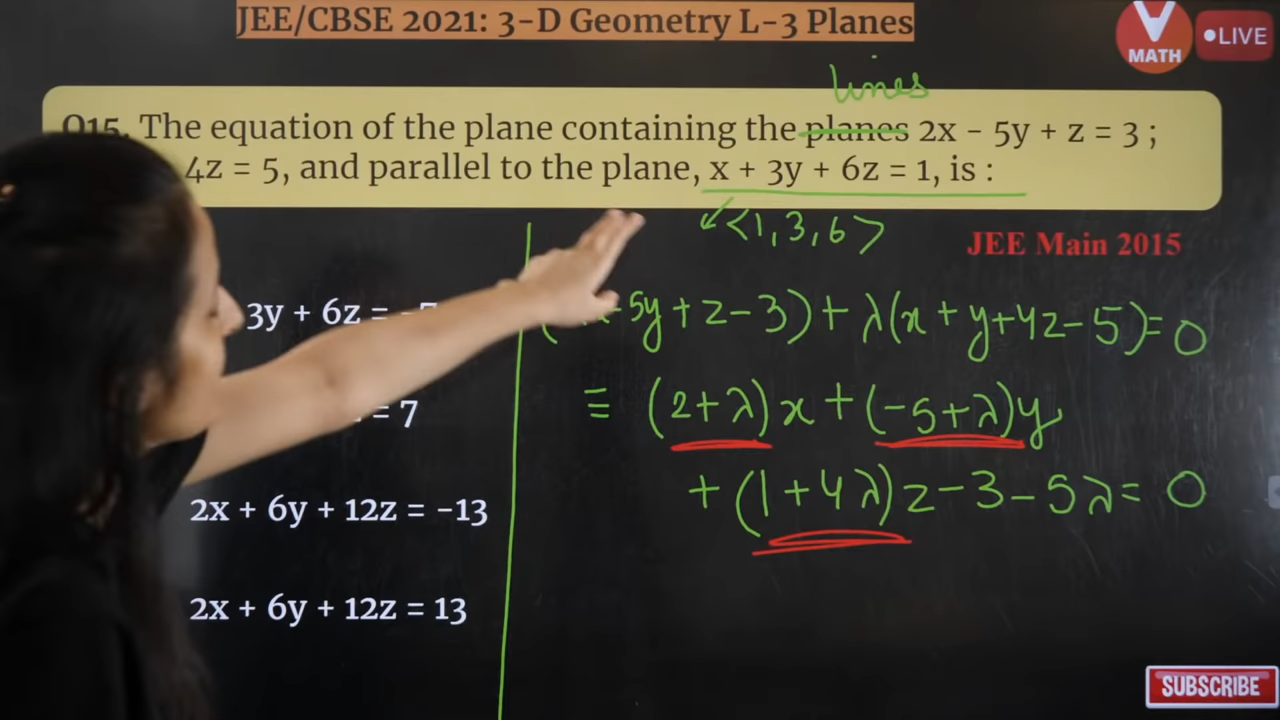 JEE/CBSE 2021: 3-D Geometry L-3 Planes
V
MATH
•LIVE
lines
Q15. The equation of the plane containing the planes 2x - 5y + z = 3 ;
4z = 5, and parallel to the plane, x + 3y + 6z = 1, is :
<1,3,6>
JEE Main 2015
3y + 6z =
-5y+z-3)+λ(x+y+4z-5)=0
≡ (2+λ)x+(-5+λ)y
= 7
+(1+4λ)z-3-5λ=0
2x + 6y + 12z = -13
2x + 6y + 12z = 13
SUBSCRIBE